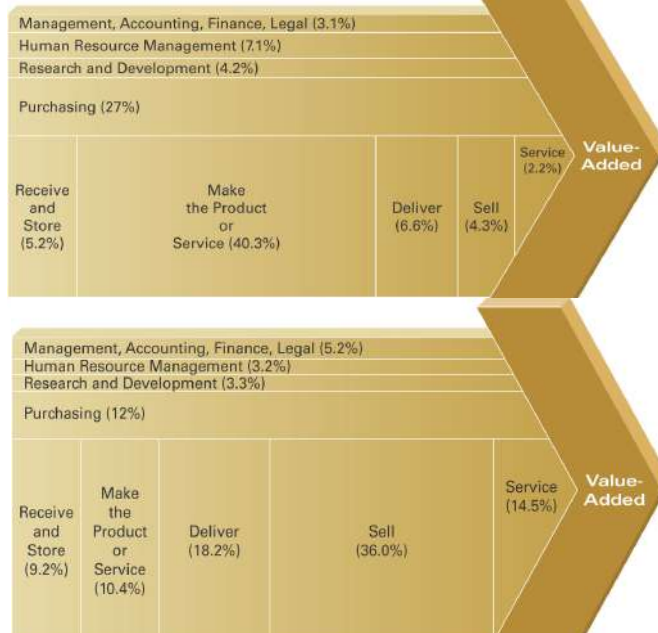 Management, Accounting, Finance, Legal (3.1%)
Human Resource Management (7.1%)
Research and Development (4.2%)
Purchasing (27%)
Receive
and
Store
(5.2%)
Make
the Product
or
Service (40.3%)
Deliver
(6.6%)
Sell
(4.3%)
Service
(2.2%)
Value-
Added
Management, Accounting, Finance, Legal (5.2%)
Human Resource Management (3.2%)
Research and Development (3.3%)
Purchasing (12%)
Receive
and
Store
(9.2%)
Make
the
Product
or
Service
(10.4%)
Deliver
(18.2%)
Sell
(36.0%)
Service
(14.5%)
Value-
Added